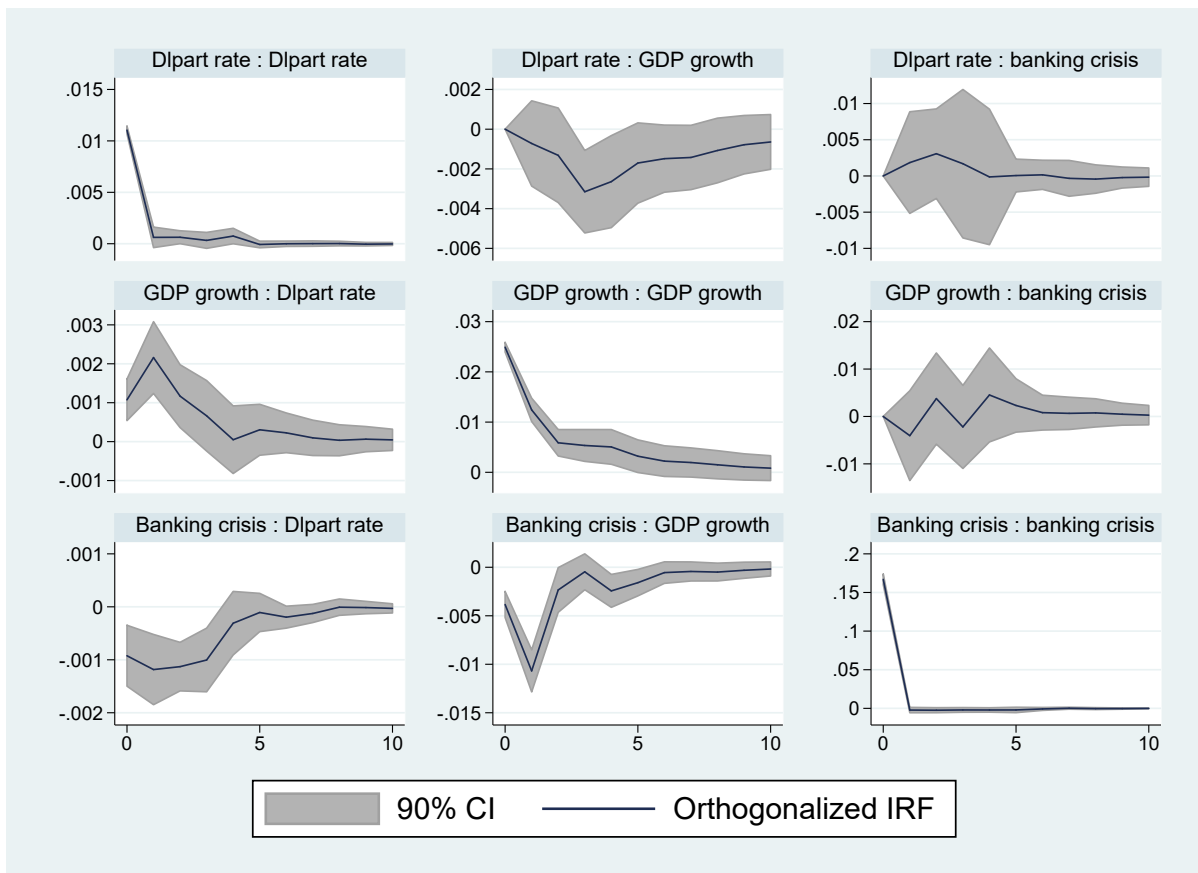 Dlpart rate : Dlpart rate
Dlpart rate : GDP growth
Dlpart rate : banking crisis
.015
.01
.005
0
.002
0
-.002
-.004
-.006
.01
.005
0
-.005
-.01
GDP growth : Dlpart rate
GDP growth : GDP growth
GDP growth : banking crisis
.003
.002
.001
0
-.001
.03
.02
.01
0
.02
.01
0
-.01
Banking crisis : Dlpart rate
Banking crisis : GDP growth
Banking crisis : banking crisis
.001
0
-.001
-.002
0
-.005
-.01
-.015
.2
.15
.1
.05
0
0 5 10
0 5 10
0 5 10
90% CI
Orthogonalized IRF